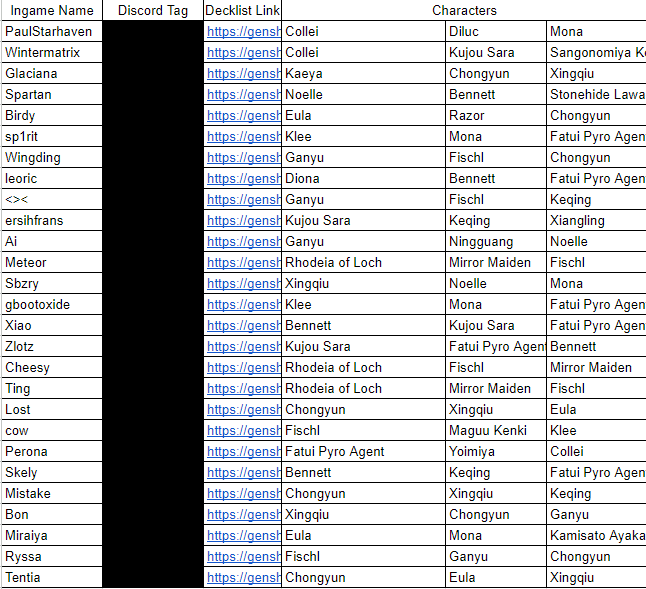 Ingame Name Discord Tag Decklist Link Characters
PaulStarhaven https://gensh Collei Diluc Mona
Wintermatrix https://gensh Collei Kujou Sara Sangonomiya K
Glaciana https://gensh Kaeya Chongyun Xingqiu
Spartan https://gensh Noelle Bennett Stonehide Lawa
Birdy https://gensh Eula Razor Chongyun
sp1rit https://gensh Klee Mona Fatui Pyro Agent
Wingding https://gensh Ganyu Fischl Chongyun
leoric https://gensh Diona Bennett Fatui Pyro Agent
<>< https://gensh Ganyu Fischl Keqing
ersihfrans https://gensh Kujou Sara Keqing Xiangling
Ai https://gensh Ganyu Ningguang Noelle
Meteor https://gensh Rhodeia of Loch Mirror Maiden Fischl
Sbzry https://gensh Xingqiu Noelle Mona
gbootoxide https://gensh Klee Mona Fatui Pyro Agent
Xiao https://gensh Bennett Kujou Sara Fatui Pyro Agent
Zlotz https://gensh Kujou Sara Fatui Pyro Agent Bennett
Cheesy https://gensh Rhodeia of Loch Fischl Mirror Maiden
Ting https://gensh Rhodeia of Loch Mirror Maiden Fischl
Lost https://gensh Chongyun Xingqiu Eula
cow https://gensh Fischl Maguu Kenki Klee
Perona https://gensh Fatui Pyro Agent Yoimiya Collei
Skely https://gensh Bennett Keqing Fatui Pyro Agent
Mistake https://gensh Chongyun Xingqiu Keqing
Bon https://gensh Xingqiu Chongyun Ganyu
Miraiya https://gensh Eula Mona Kamisato Ayaka
Ryssa https://gensh Fischl Ganyu Chongyun
Tentia https://gensh Chongyun Eula Xingqiu